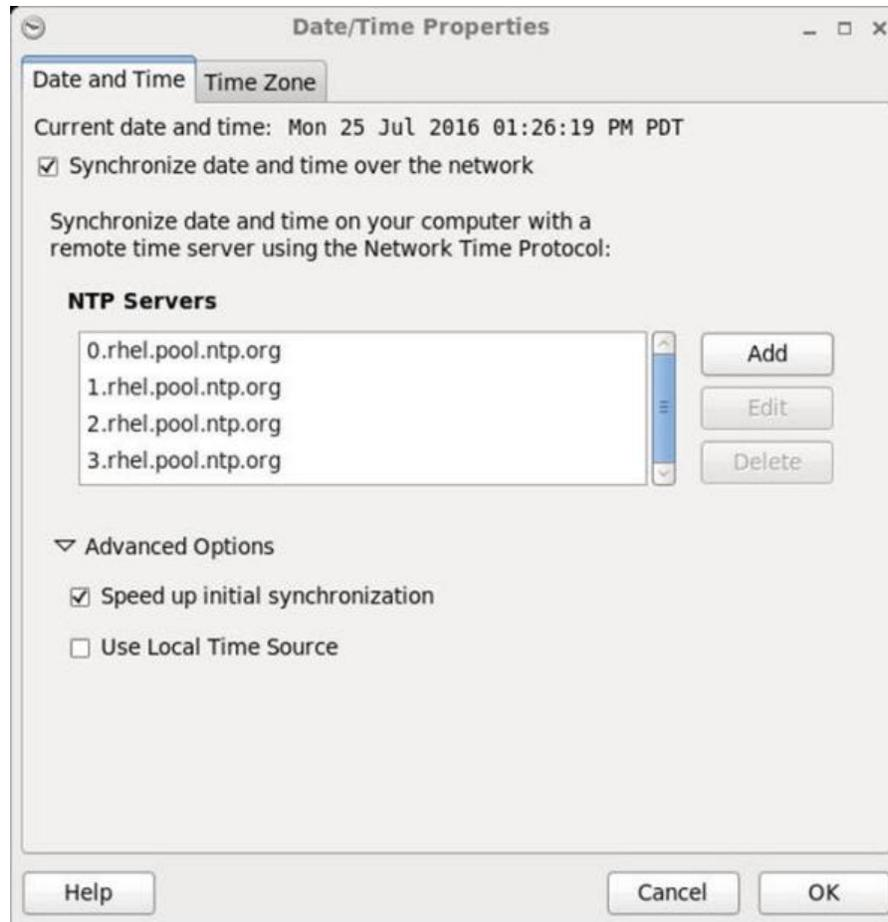 Date/Time Properties
Date and Time
Time Zone
Current date and time: Mon 25 Jul 2016 01:26:19 PM PDT
Synchronize date and time over the network
Synchronize date and time on your computer with a
remote time server using the Network Time Protocol:
NTP Servers
0.rhel.pool.ntp.org
1.rhel.pool.ntp.org
2.rhel.pool.ntp.org
3.rhel.pool.ntp.org
Add
Edit
Delete
Advanced Options
Speed up initial synchronization
Use Local Time Source
Help
Cancel
OK